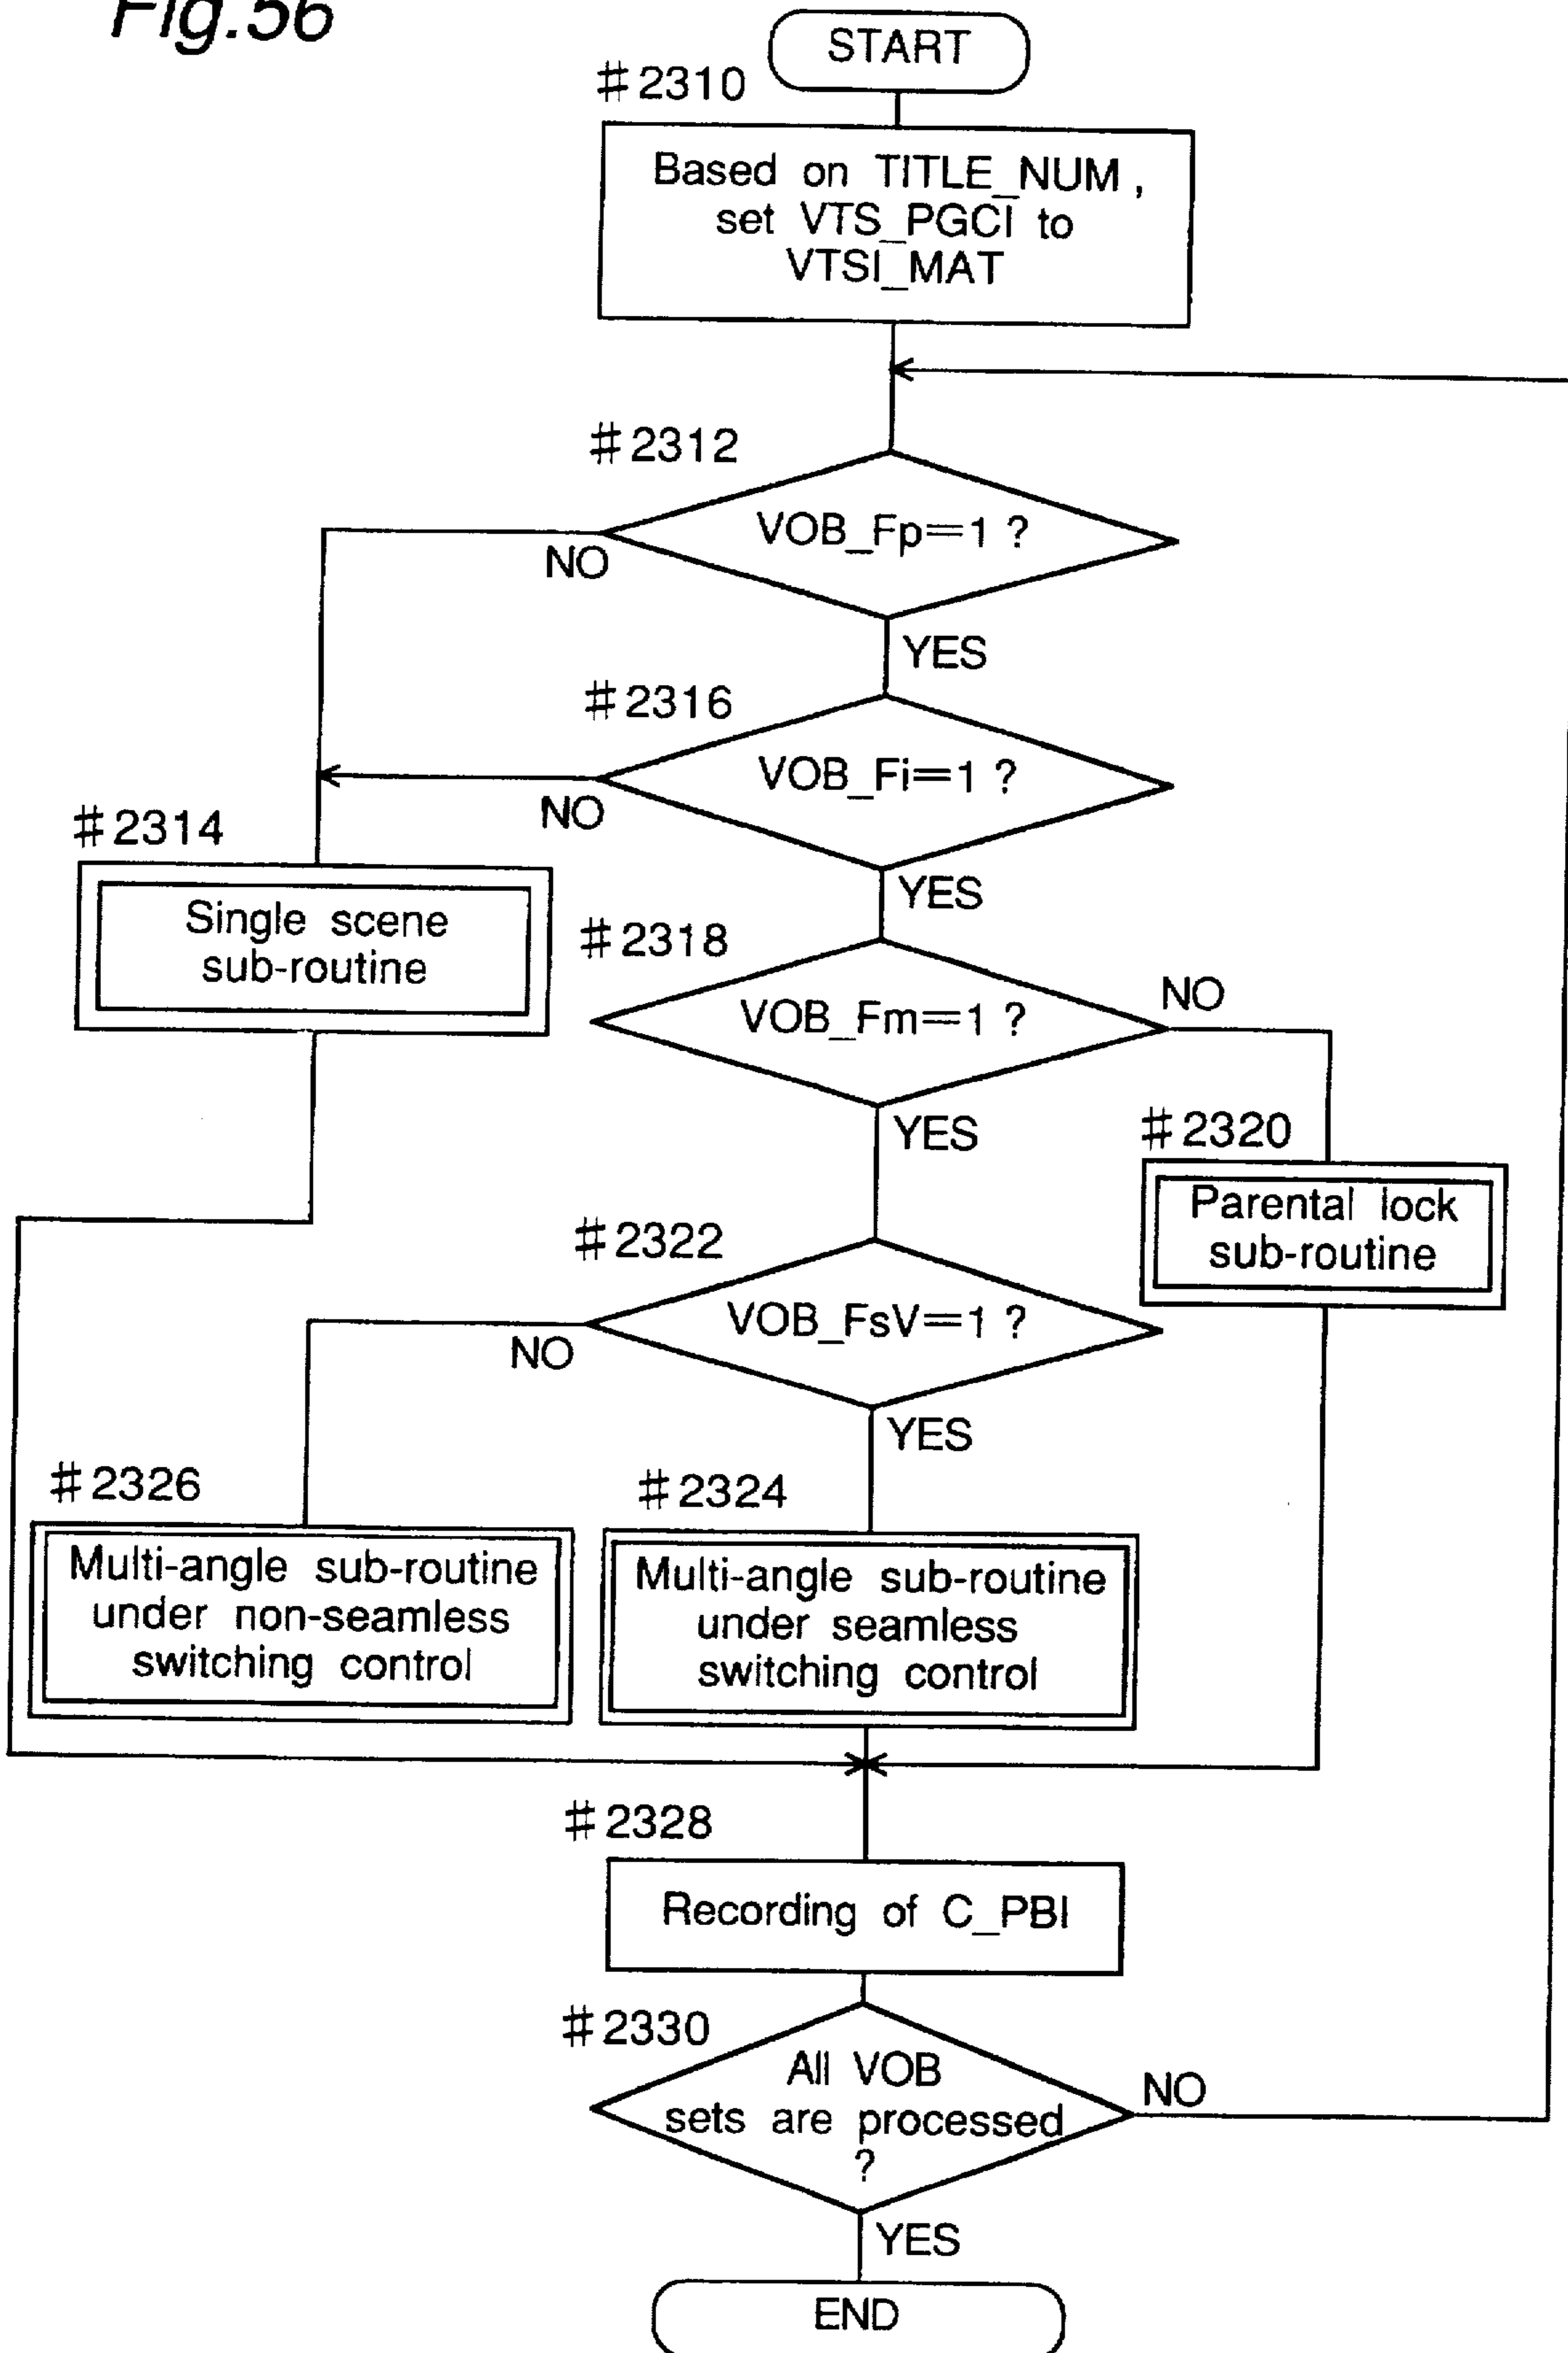 Fig.56
START
#2310
Based on TITLE_NUM,
set VTS_PGCI to
VTSI_MAT
#2312
VOB_Fp=1 ?
NO
YES
#2316
VOB_Fi=1 ?
NO
YES
#2314
Single scene
sub-routine
#2318
VOB_Fm=1 ?
NO
YES
#2320
Parental lock
sub-routine
#2322
VOB_FsV=1 ?
NO
YES
#2326
Multi-angle sub-routine
under non-seamless
switching control
#2324
Multi-angle sub-routine
under seamless
switching control
#2328
Recording of C_PBI
#2330
All VOB
sets are processed
?
NO
YES
END